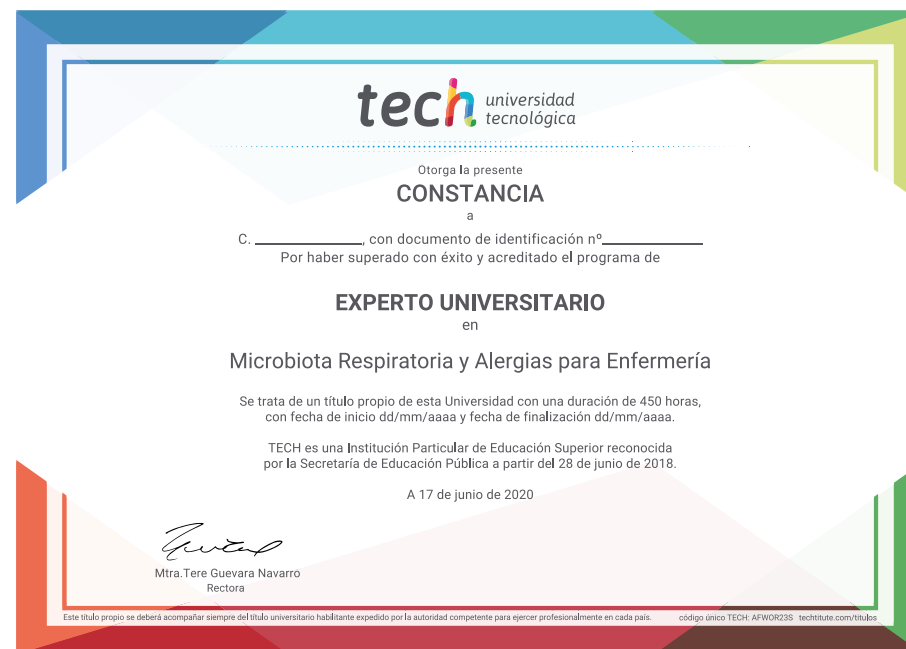 tech universidad
tecnológica
Otorga la presente
CONSTANCIA
a
C. ______________, con documento de identificación nº_____________
Por haber superado con éxito y acreditado el programa de
EXPERTO UNIVERSITARIO
en
Microbiota Respiratoria y Alergias para Enfermería
Se trata de un título propio de esta Universidad con una duración de 450 horas,
con fecha de inicio dd/mm/aaaa y fecha de finalización dd/mm/aaaa.
TECH es una Institución Particular de Educación Superior reconocida
por la Secretaría de Educación Pública a partir del 28 de junio de 2018.
A 17 de junio de 2020
Mtra.Tere Guevara Navarro
Rectora
Este título propio se deberá acompañar siempre del título universitario habilitante expedido por la autoridad competente para ejercer profesionalmente en cada país. código único TECH: AFWOR23S techtitute.com/titulos